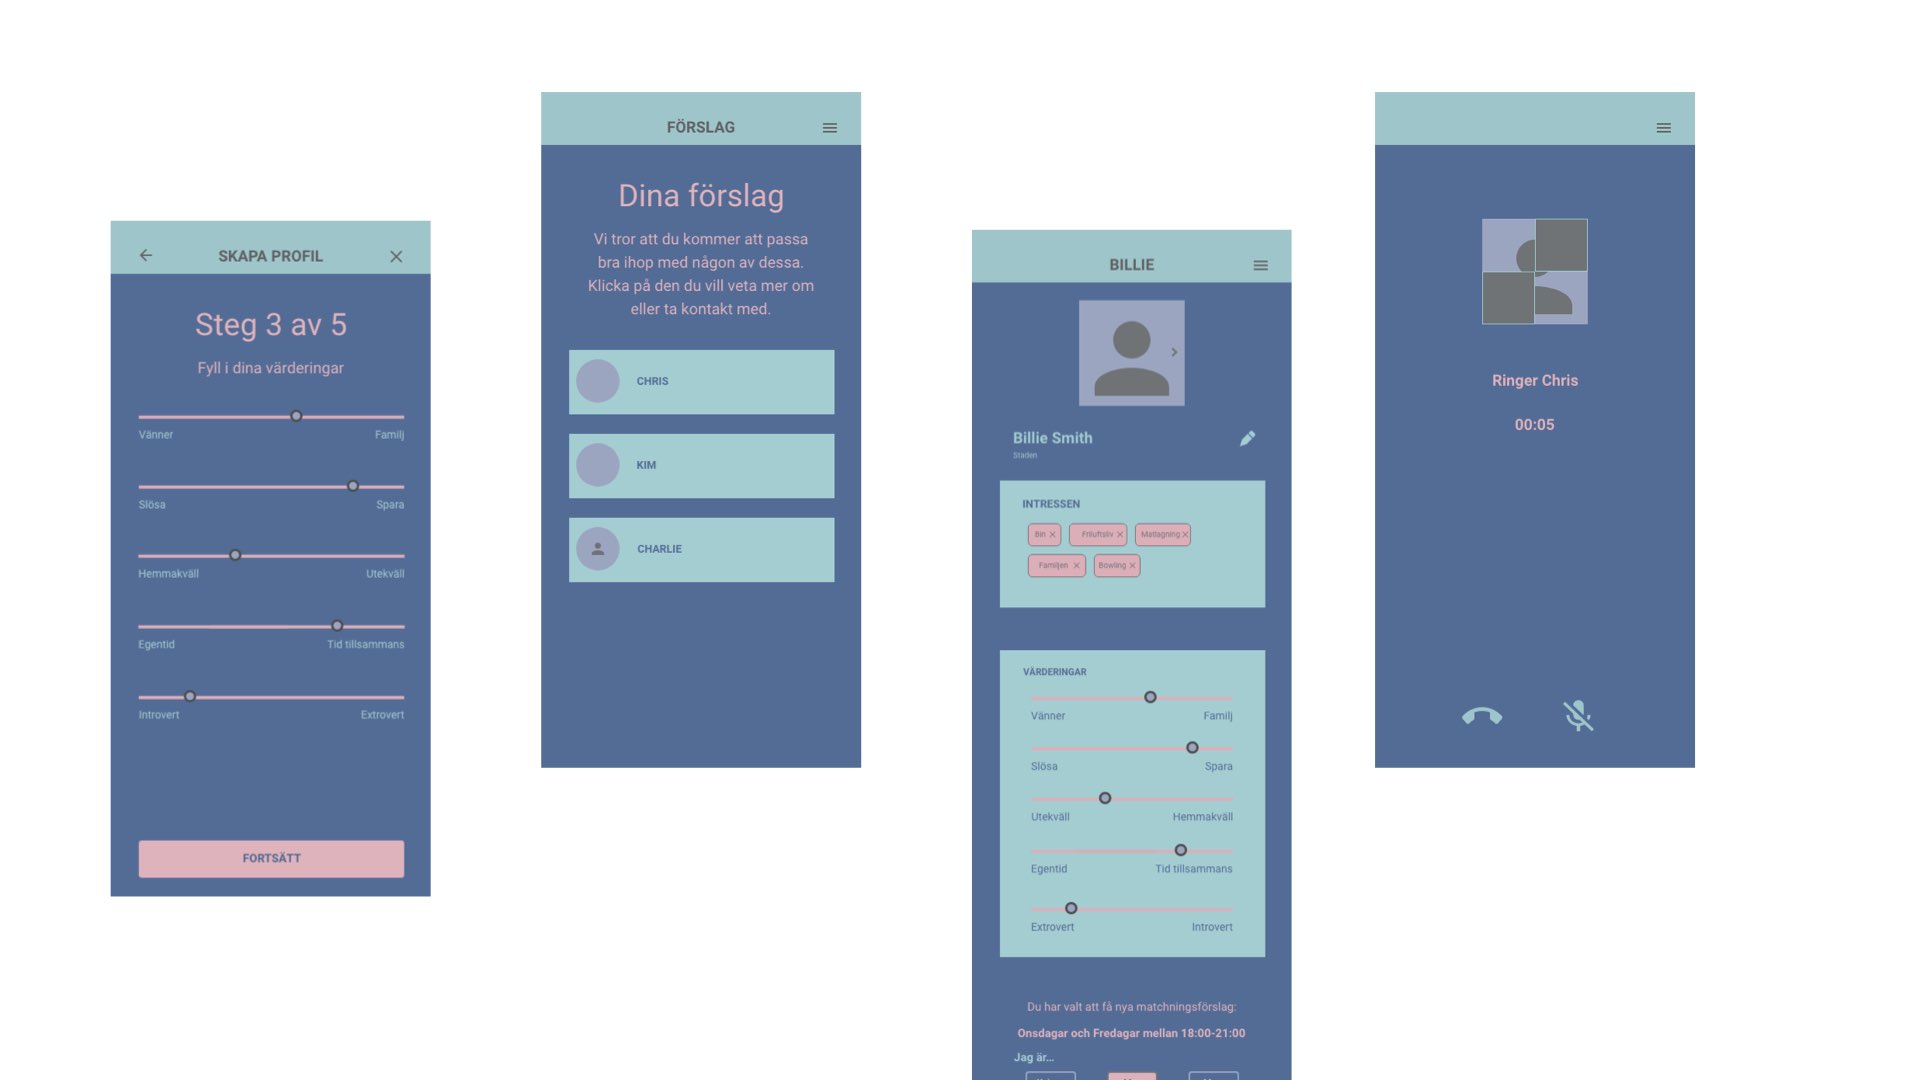 SKAPA PROFIL
Steg 3 av 5
Fyll i dina värderingar
Vänner Familj
Slösa Spara
Hemmakväll Utekväll
Egentid Tid tillsammans
Introvert Extrovert
FORTSÄTT
FÖRSLAG
Dina förslag
Vi tror att du kommer att passa
bra ihop med någon av dessa.
Klicka på den du vill veta mer om
eller ta kontakt med.
CHRIS
KIM
CHARLIE
BILLIE
Billie Smith
Staden
INTRESSEN
Bin Friluftsliv Matlagning
Familjen Bowling
VÄRDERINGAR
Vänner Familj
Slösa Spara
Utekväll Hemmakväll
Egentid Tid tillsammans
Extrovert Introvert
Du har valt att få nya matchningsförslag:
Onsdagar och Fredagar mellan 18:00-21:00
Jag är...
Ringer Chris
00:05